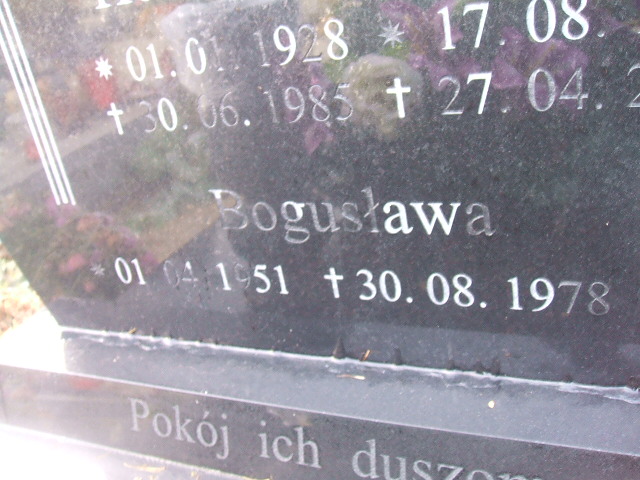 * 01.01.1928 * 17.08.
† 30.06.1985 † 27.04.
Bogusława
* 01.04.1951 † 30.08.1978
Pokój ich duszom